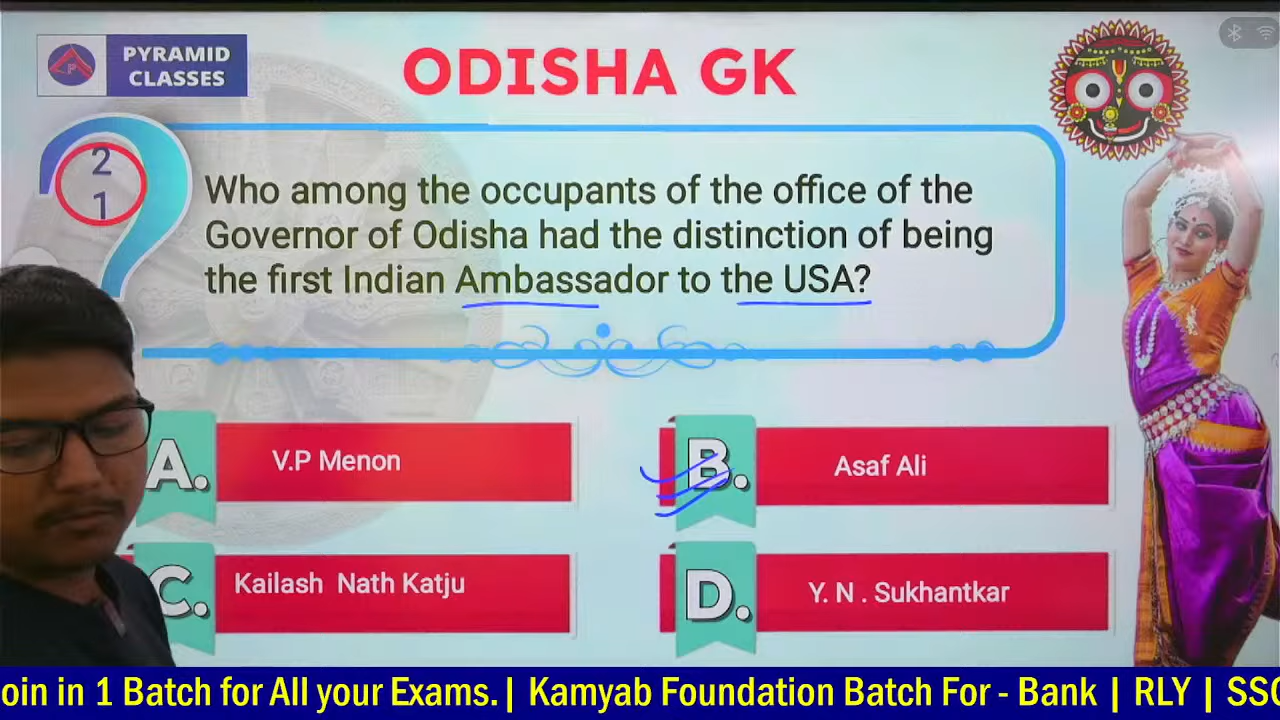 PYRAMID
CLASSES
ODISHA GK
2
1
Who among the occupants of the office of the
Governor of Odisha had the distinction of being
the first Indian Ambassador to the USA?
A. V.P Menon
B. Asaf Ali
C. Kailash Nath Katju
D. Y. N . Sukhantkar
oin in 1 Batch for All your Exams.| Kamyab Foundation Batch For - Bank | RLY | SSC